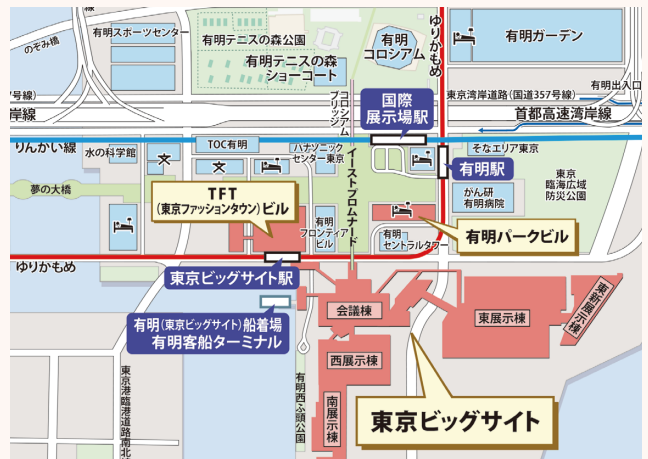 のぞみ橋
有明スポーツセンター
有明テニスの森公園
有明テニスの森
ショーコート
有明
コロシアム
ゆりかもめ
有明ガーデン
有明出入口
7号線)
岸線
コロシアム
ブリッジ
国際
展示場駅
東京湾岸道路(国道357号線)
首都高速湾岸線
りんかい線
水の科学館
TOC有明
パナソニック
センター東京
イーストプロムナード
そなエリア東京
有明駅
がん研
有明病院
東京
臨海広域
防災公園
夢の大橋
TFT
(東京ファッションタウン)ビル
有明
フロンティア
ビル
有明
セントラルタワー
有明パークビル
ゆりかもめ
東京ビッグサイト駅
有明(東京ビッグサイト)船着場
有明客船ターミナル
会議棟
東展示棟
東新展示棟
西展示棟
南展示棟
有明西ふ頭公園
東京港臨港道路南北
東京ビッグサイト